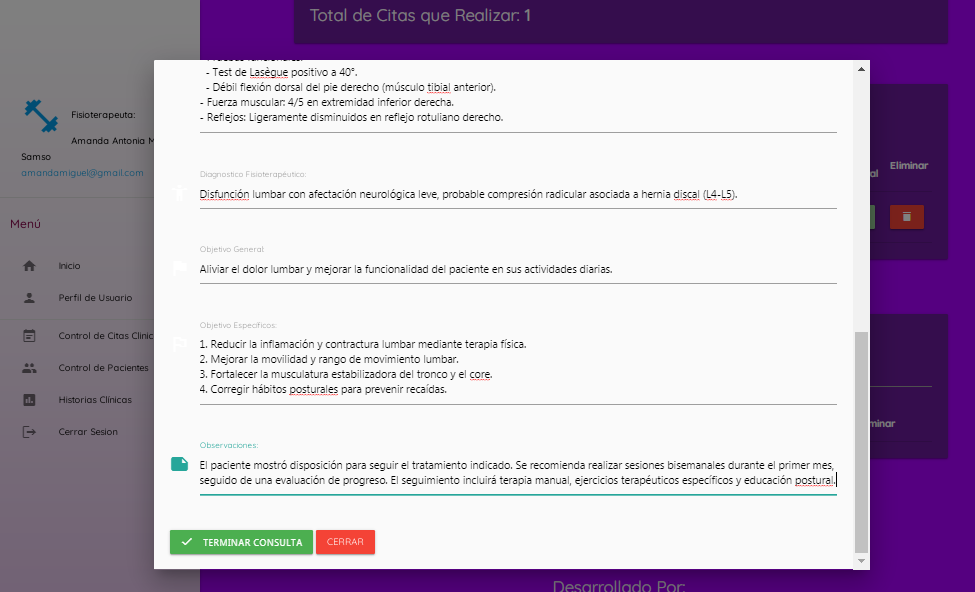 Total de Citas que Realizar: 1
Fisioterapeuta:
Amanda Antonia M
Samso
amandamiguel@gmail.com
Menú
Inicio
Perfil de Usuario
Control de Citas Clínic
Control de Pacientes
Historias Clínicas
Cerrar Sesion
- Test de Lasègue positivo a 40°.
- Débil flexión dorsal del pie derecho (músculo tibial anterior).
- Fuerza muscular: 4/5 en extremidad inferior derecha.
- Reflejos: Ligeramente disminuidos en reflejo rotuliano derecho.
Diagnostico Fisioterapéutica:
Disfunción lumbar con afectación neurológica leve, probable compresión radicular asociada a hernia discal (L4-L5).
Objetivo General:
Aliviar el dolor lumbar y mejorar la funcionalidad del paciente en sus actividades diarias.
Objetivo Específicos:
1. Reducir la inflamación y contractura lumbar mediante terapia física.
2. Mejorar la movilidad y rango de movimiento lumbar.
3. Fortalecer la musculatura estabilizadora del tronco y el core.
4. Corregir hábitos posturales para prevenir recaídas.
Observaciones:
El paciente mostró disposición para seguir el tratamiento indicado. Se recomienda realizar sesiones bisemanales durante el primer mes,
seguido de una evaluación de progreso. El seguimiento incluirá terapia manual, ejercicios terapéuticos específicos y educación postural.
TERMINAR CONSULTA
CERRAR
al
Eliminar
minar
Desarrollado Por: